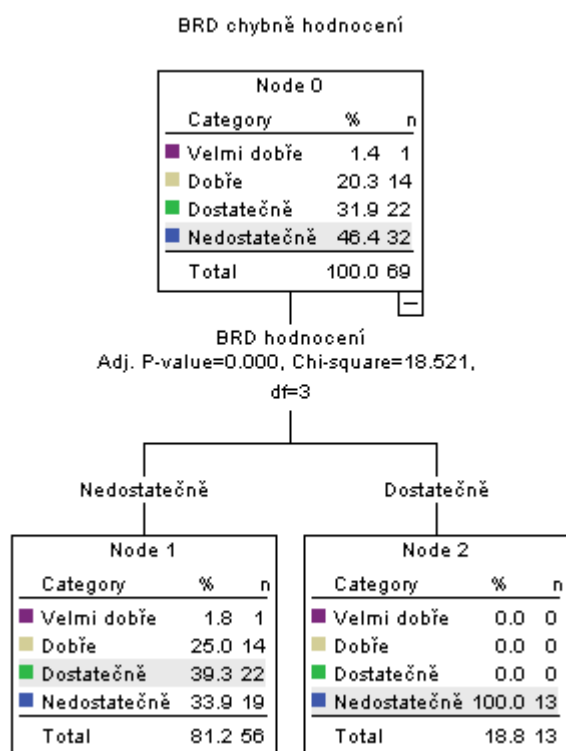 BRD chybně hodnocení
Node 0
Category % n
Velmi dobře 1.4 1
Dobře 20.3 14
Dostatečně 31.9 22
Nedostatečně 46.4 32
Total 100.0 69
BRD hodnocení
Adj. P-value=0.000, Chi-square=18.521,
df=3
Nedostatečně Dostatečně
Node 1
Category % n
Velmi dobře 1.8 1
Dobře 25.0 14
Dostatečně 39.3 22
Nedostatečně 33.9 19
Total 81.2 56
Node 2
Category % n
Velmi dobře 0.0 0
Dobře 0.0 0
Dostatečně 0.0 0
Nedostatečně 100.0 13
Total 18.8 13